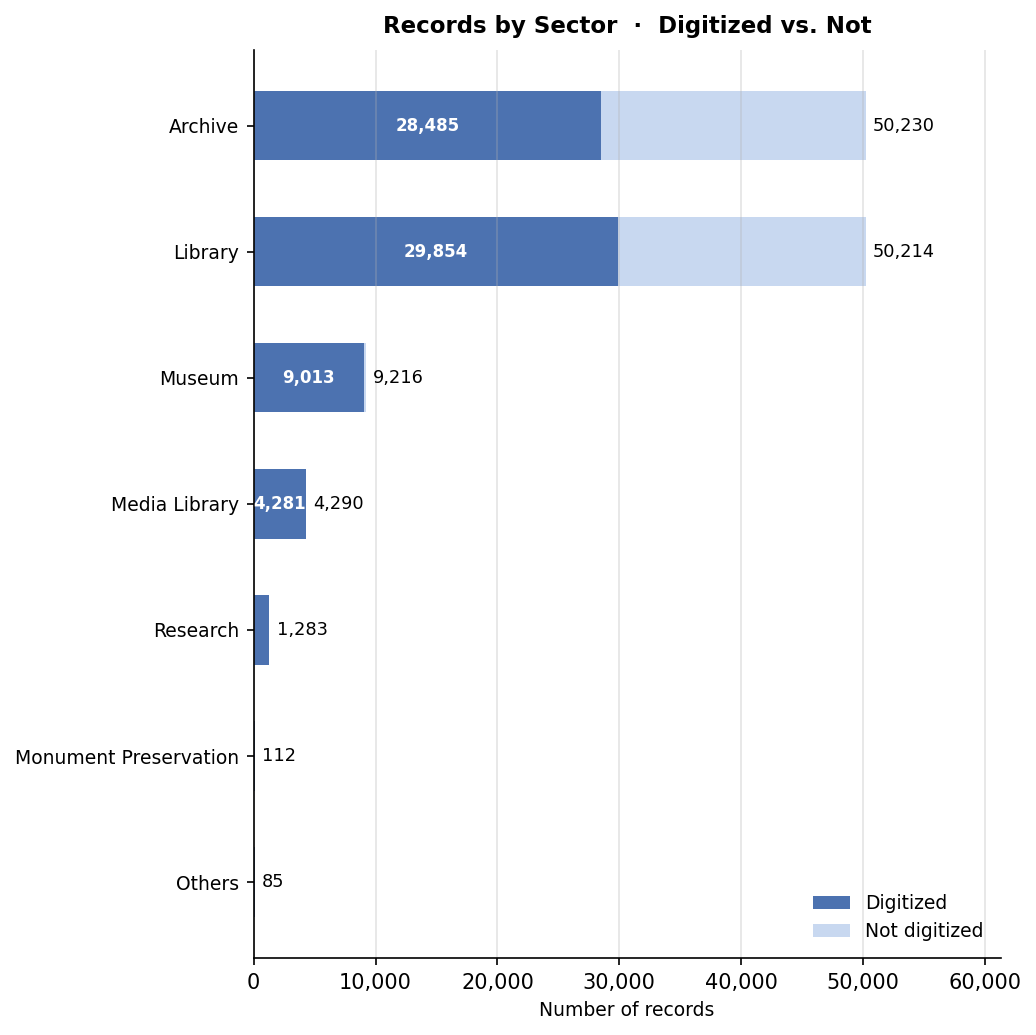 Records by Sector · Digitized vs. Not
Archive 28,485 50,230
Library 29,854 50,214
Museum 9,013 9,216
Media Library 4,281 4,290
Research 1,283
Monument Preservation 112
Others 85
Digitized
Not digitized
0 10,000 20,000 30,000 40,000 50,000 60,000
Number of records